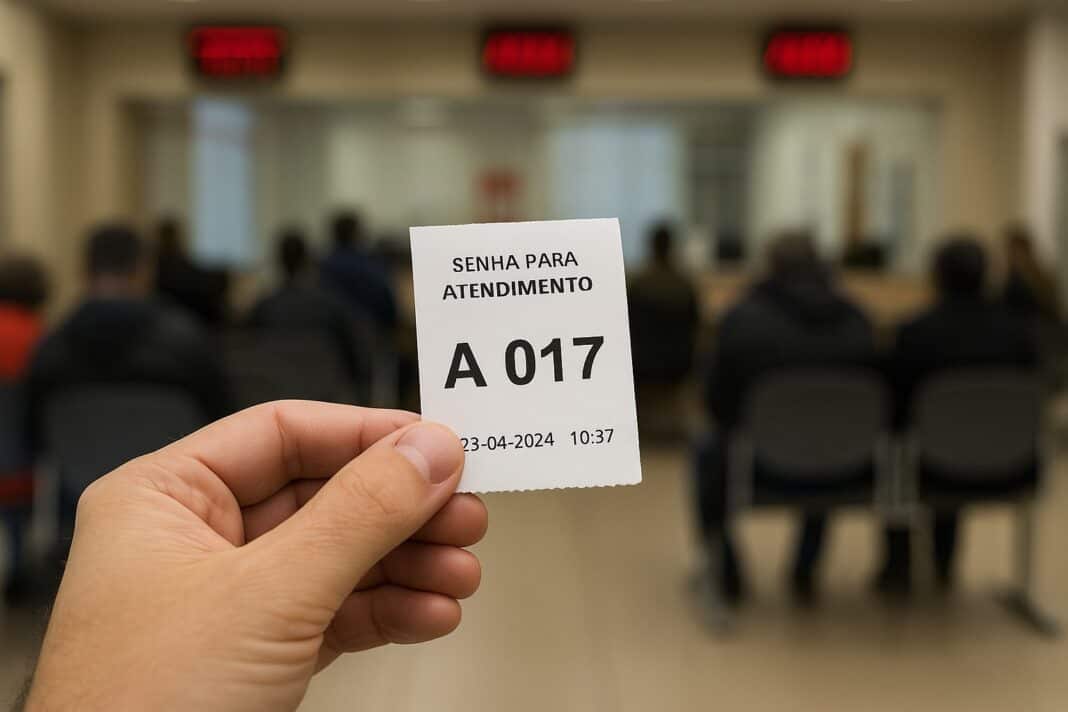 SENHA PARA
ATENDIMENTO
A 017
23-04-2024 10:37